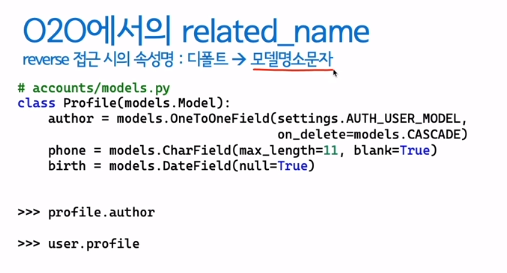 O2O에서의 related_name
reverse 접근 시의 속성명 : 디폴트 → 모델명소문자
# accounts/models.py
class Profile(models.Model):
    author = models.OneToOneField(settings.AUTH_USER_MODEL,
                                  on_delete=models.CASCADE)
    phone = models.CharField(max_length=11, blank=True)
    birth = models.DateField(null=True)
>>> profile.author
>>> user.profile